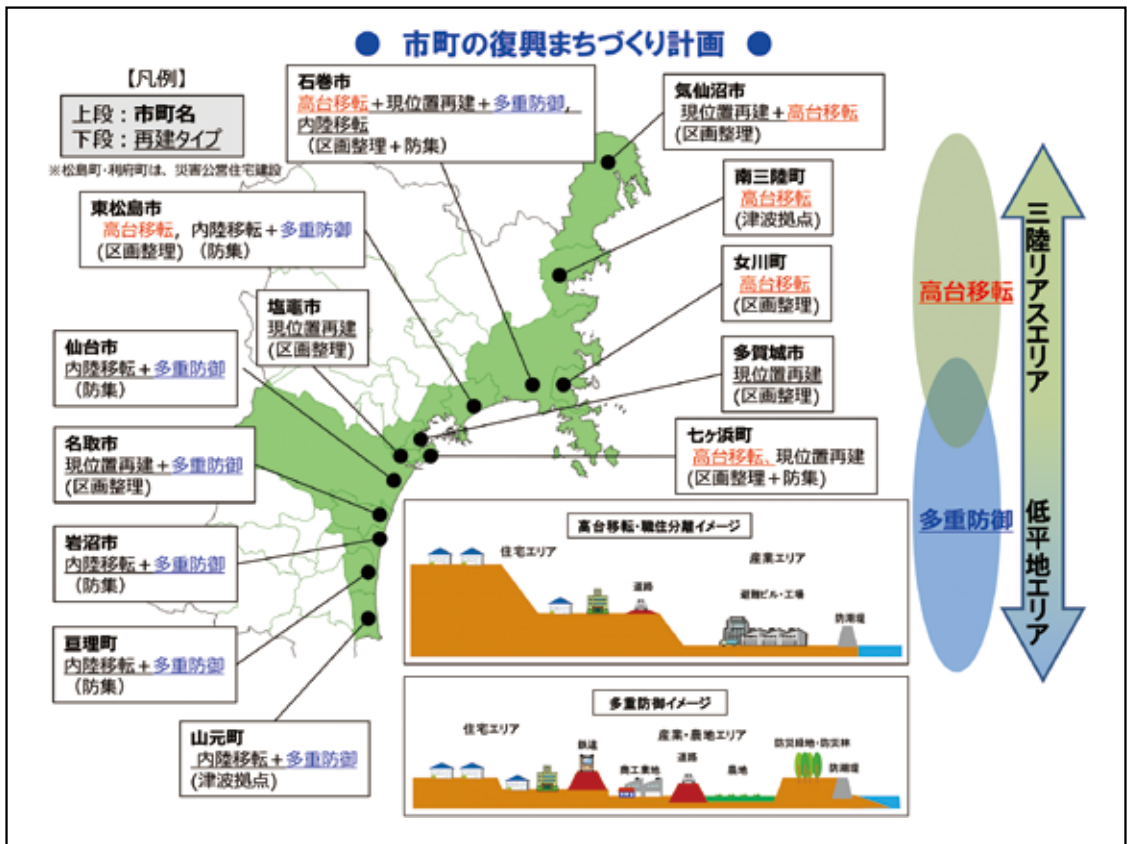 ● 市町の復興まちづくり計画 ●
【凡例】
上段：市町名
下段：再建タイプ
※松島町・利府町は、災害公営住宅建設
石巻市
高台移転＋現位置再建＋多重防御,
内陸移転
（区画整理＋防集）
気仙沼市
現位置再建＋高台移転
(区画整理)
東松島市
高台移転，内陸移転＋多重防御
(区画整理)（防集）
南三陸町
高台移転
(津波拠点)
女川町
高台移転
(区画整理)
塩竈市
現位置再建
(区画整理)
仙台市
内陸移転＋多重防御
（防集）
多賀城市
現位置再建
(区画整理)
名取市
現位置再建＋多重防御
(区画整理)
七ヶ浜町
高台移転、現位置再建
(区画整理＋防集)
岩沼市
内陸移転＋多重防御
（防集）
亘理町
内陸移転＋多重防御
（防集）
山元町
内陸移転＋多重防御
(津波拠点)
高台移転
多重防御
三陸リアスエリア
低平地エリア
高台移転・職住分離イメージ
住宅エリア
産業エリア
道路
避難ビル・工場
防潮堤
多重防御イメージ
住宅エリア
産業・農地エリア
鉄道
商工業地
道路
農地
防災緑地・防災林
防潮堤